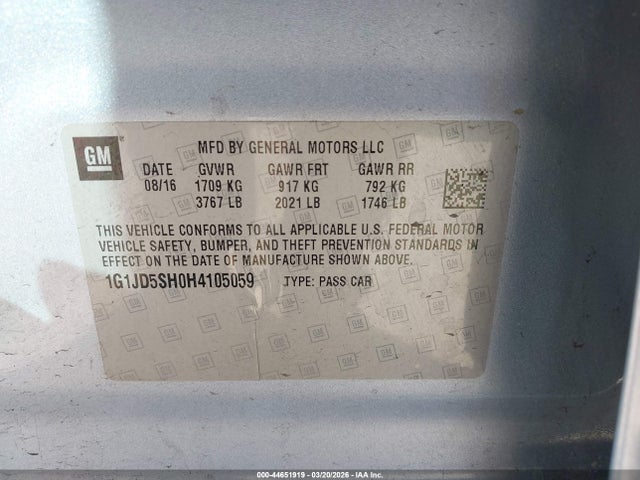 GM
MFD BY GENERAL MOTORS LLC
DATE GVWR GAWR FRT GAWR RR
08/16 1709 KG 917 KG 792 KG
3767 LB 2021 LB 1746 LB
THIS VEHICLE CONFORMS TO ALL APPLICABLE U.S. FEDERAL MOTOR
VEHICLE SAFETY, BUMPER, AND THEFT PREVENTION STANDARDS IN
EFFECT ON THE DATE OF MANUFACTURE SHOWN ABOVE.
1G1JD5SH0H4105059 TYPE: PASS CAR
000-44651919 | 03/20/2026 | IAA Inc.